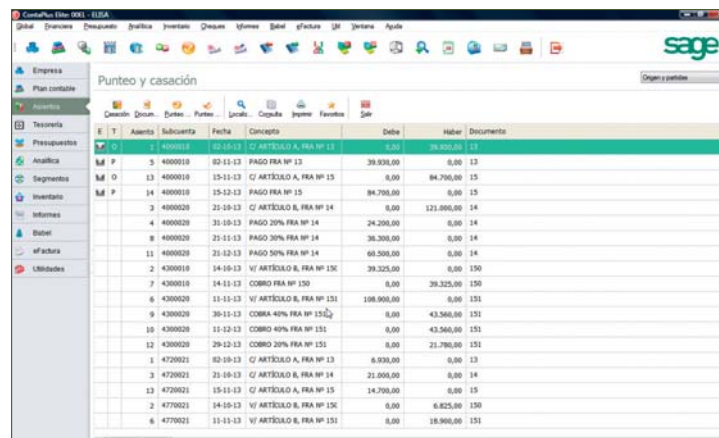 ContaPlus Élite 0001 - ELISA
Global Financiera Presupuesto Analítica Inventario Cheques Informes Babel eFactura Útil Ventana Ayuda
sage
Empresa
Plan contable
Asientos
Tesorería
Presupuestos
Analítica
Segmentos
Inventario
Informes
Babel
eFactura
Utilidades
Punteo y casación
Origen y partidas
Casación Docum... Punteo ... Punteo ... Localiz... Consulta Imprimir Favoritos Salir
E T Asiento Subcuenta Fecha Concepto Debe Haber Documento
O 1 4000010 02-10-13 C/ ARTÍCULO A, FRA Nº 13 0,00 39.930,00 13
P 5 4000010 02-11-13 PAGO FRA Nº 13 39.930,00 0,00 13
O 13 4000010 15-11-13 C/ ARTÍCULO A, FRA Nº 15 0,00 84.700,00 15
P 14 4000010 15-12-13 PAGO FRA Nº 15 84.700,00 0,00 15
3 4000020 21-10-13 C/ ARTÍCULO B, FRA Nº 14 0,00 121.000,00 14
4 4000020 31-10-13 PAGO 20% FRA Nº 14 24.200,00 0,00 14
8 4000020 21-11-13 PAGO 30% FRA Nº 14 36.300,00 0,00 14
11 4000020 21-12-13 PAGO 50% FRA Nº 14 60.500,00 0,00 14
2 4300010 14-10-13 V/ ARTÍCULO B, FRA Nº 150 39.325,00 0,00 150
7 4300010 14-11-13 COBRO FRA Nº 150 0,00 39.325,00 150
6 4300020 11-11-13 V/ ARTÍCULO B, FRA Nº 151 108.900,00 0,00 151
9 4300020 30-11-13 COBRA 40% FRA Nº 151 0,00 43.560,00 151
10 4300020 11-12-13 COBRO 40% FRA Nº 151 0,00 43.560,00 151
12 4300020 29-12-13 COBRO 20% FRA Nº 151 0,00 21.780,00 151
1 4720021 02-10-13 C/ ARTÍCULO A, FRA Nº 13 6.930,00 0,00 13
3 4720021 21-10-13 C/ ARTÍCULO B, FRA Nº 14 21.000,00 0,00 14
13 4720021 15-11-13 C/ ARTÍCULO A, FRA Nº 15 14.700,00 0,00 15
2 4770021 14-10-13 V/ ARTÍCULO B, FRA Nº 150 0,00 6.825,00 150
6 4770021 11-11-13 V/ ARTÍCULO B, FRA Nº 151 0,00 18.900,00 151